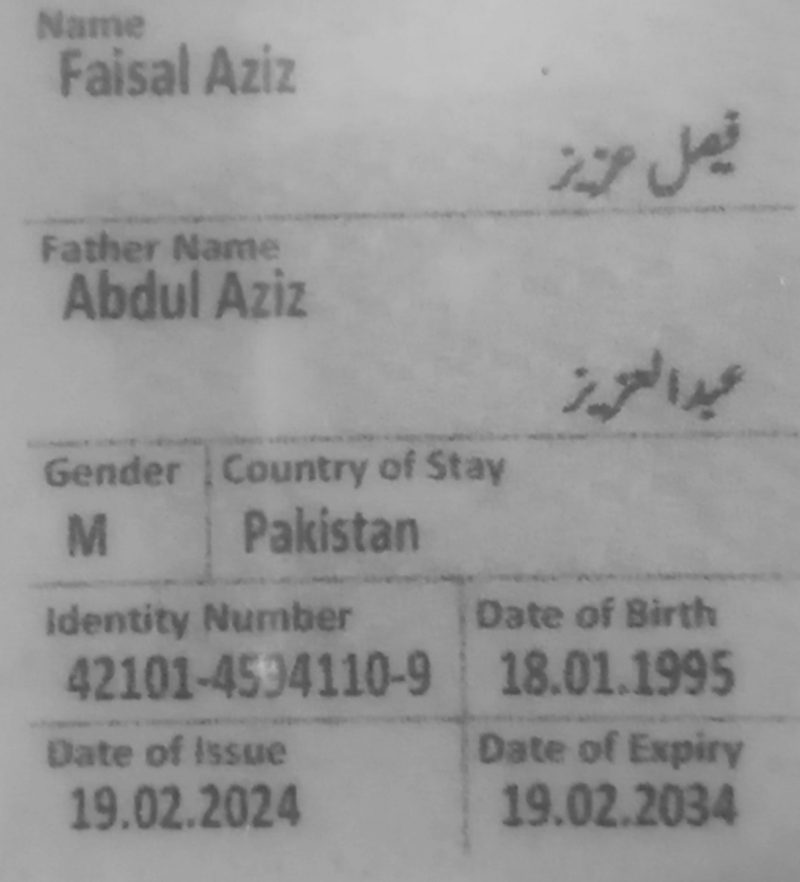 Name
Faisal Aziz
فیصل عزیز
Father Name
Abdul Aziz
عبدالعزیز
Gender Country of Stay
M Pakistan
Identity Number Date of Birth
42101-4594110-9 18.01.1995
Date of Issue Date of Expiry
19.02.2024 19.02.2034